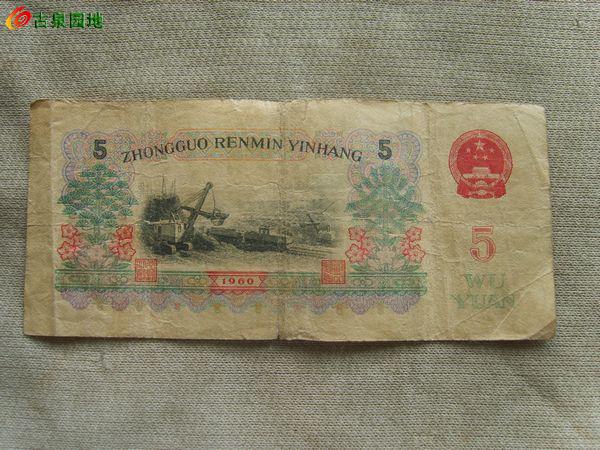 古泉园地
5 ZHONGGUO RENMIN YINHANG 5
1960
5
WU
YUAN